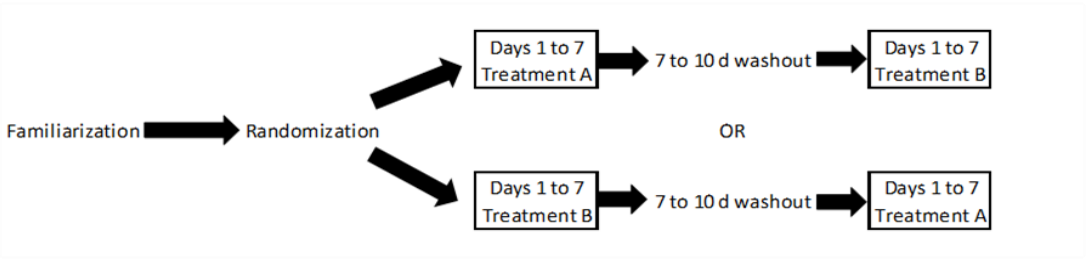 Familiarization
Randomization
Days 1 to 7
Treatment A
7 to 10 d washout
Days 1 to 7
Treatment B
OR
Days 1 to 7
Treatment B
7 to 10 d washout
Days 1 to 7
Treatment A